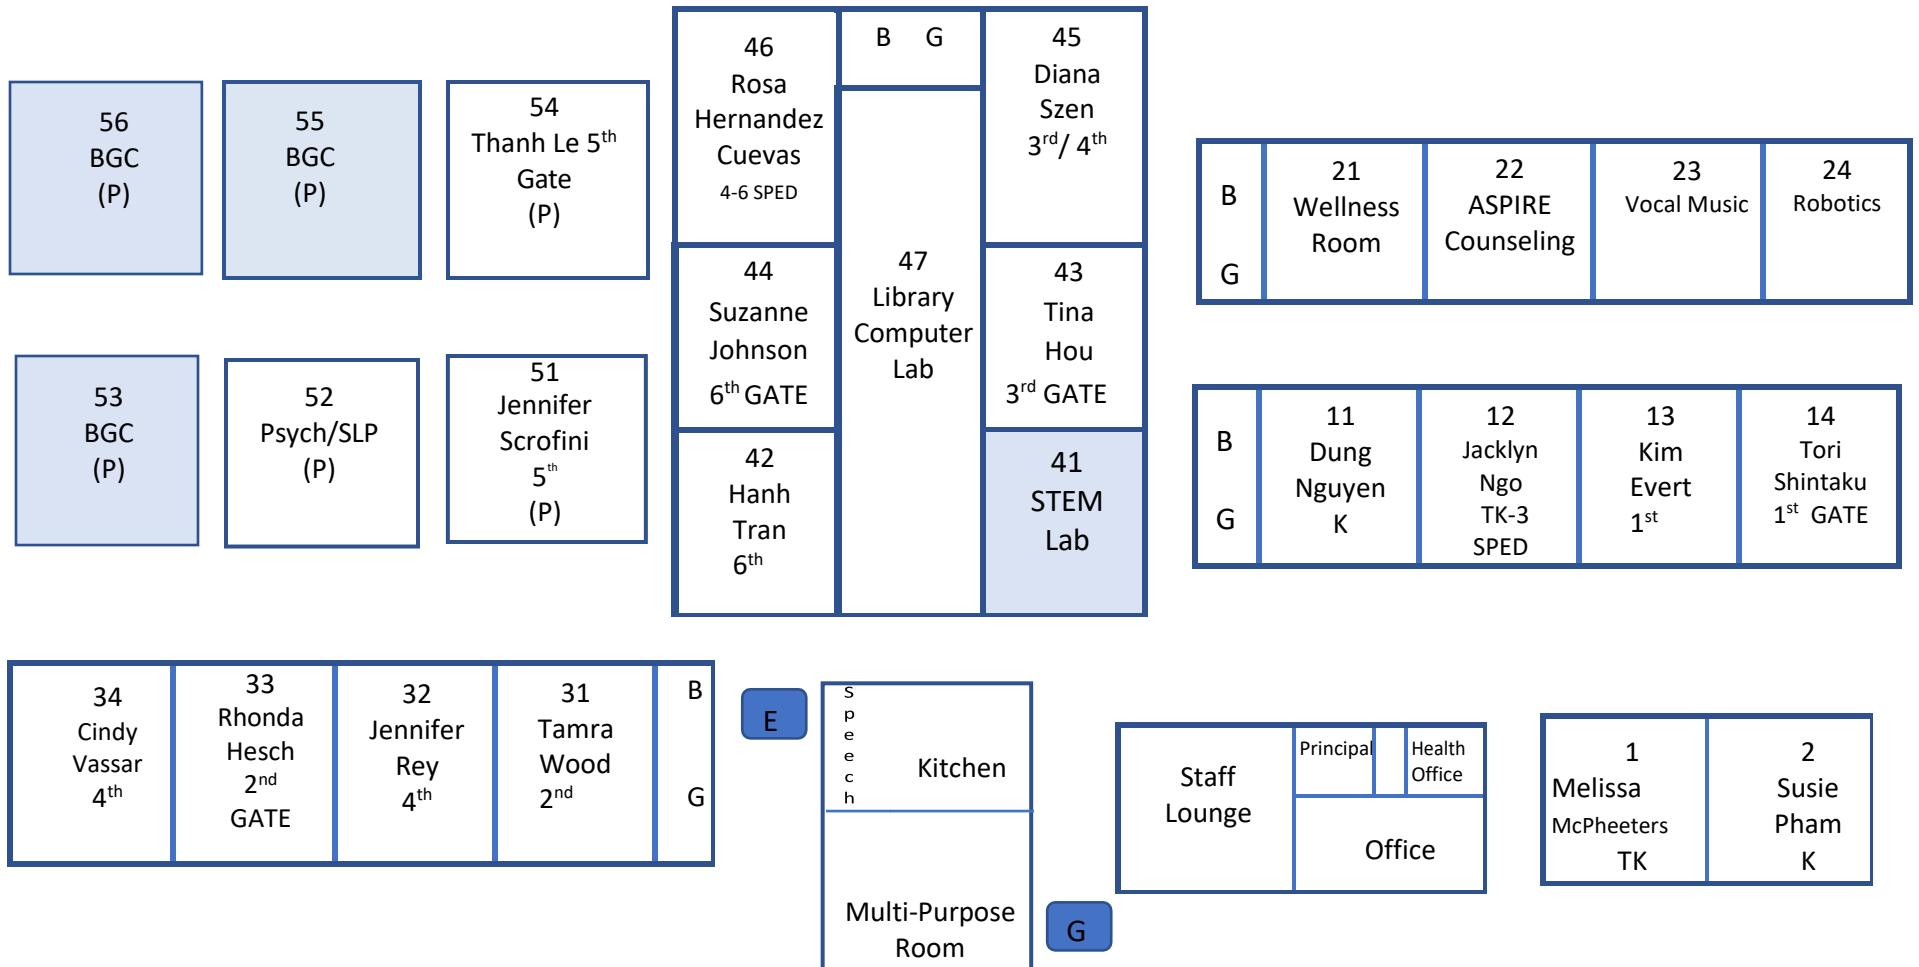 56
BGC
(P)
55
BGC
(P)
54
Thanh Le 5th
Gate
(P)
46
Rosa
Hernandez
Cuevas
4-6 SPED
B G
45
Diana
Szen
3rd/ 4th
B
G
21
Wellness
Room
22
ASPIRE
Counseling
23
Vocal Music
24
Robotics
44
Suzanne
Johnson
6th GATE
47
Library
Computer
Lab
43
Tina
Hou
3rd GATE
53
BGC
(P)
52
Psych/SLP
(P)
51
Jennifer
Scrofini
5th
(P)
42
Hanh
Tran
6th
41
STEM
Lab
B
G
11
Dung
Nguyen
K
12
Jacklyn
Ngo
TK-3
SPED
13
Kim
Evert
1st
14
Tori
Shintaku
1st GATE
34
Cindy
Vassar
4th
33
Rhonda
Hesch
2nd
GATE
32
Jennifer
Rey
4th
31
Tamra
Wood
2nd
B
G
E
Speech
Kitchen
Multi-Purpose
Room
G
Staff
Lounge
Principal
Health
Office
Office
1
Melissa
McPheeters
TK
2
Susie
Pham
K